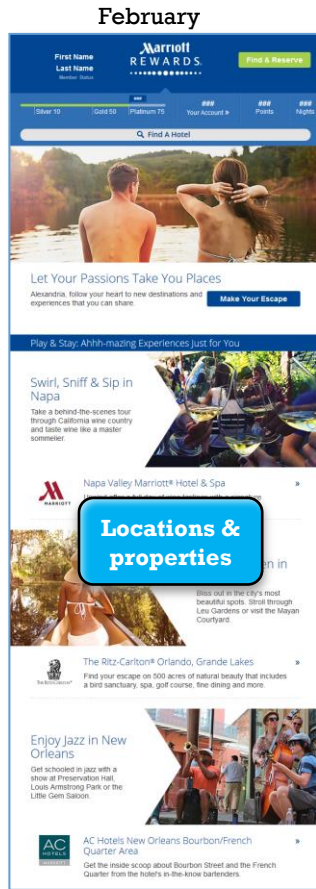 February
First Name
Last Name
Member Status
Marriott
REWARDS.
Find & Reserve
###
Silver 10
Gold 50
Platinum 75
###
Your Account »
###
Points
###
Nights
Find A Hotel
Let Your Passions Take You Places
Alexandria, follow your heart to new destinations and
experiences that you can share.
Make Your Escape
Play & Stay: Ahhh-mazing Experiences Just for You
Swirl, Sniff & Sip in
Napa
Take a behind-the-scenes tour
through California wine country
and taste wine like a master
sommelier.
MARRIOTT
Napa Valley Marriott® Hotel & Spa »
Locations &
properties
in
Bliss out in the city's most
beautiful spots. Stroll through
Leu Gardens or visit the Mayan
Courtyard.
The Ritz-Carlton
The Ritz-Carlton® Orlando, Grande Lakes »
Find your escape on 500 acres of natural beauty that includes
a bird sanctuary, spa, golf course, fine dining and more.
Enjoy Jazz in New
Orleans
Get schooled in jazz with a
show at Preservation Hall,
Louis Armstrong Park or the
Little Gem Saloon.
AC
HOTELS
MARRIOTT
AC Hotels New Orleans Bourbon/French
Quarter Area »
Get the inside scoop about Bourbon Street and the French
Quarter from the hotel's in-the-know bartenders.